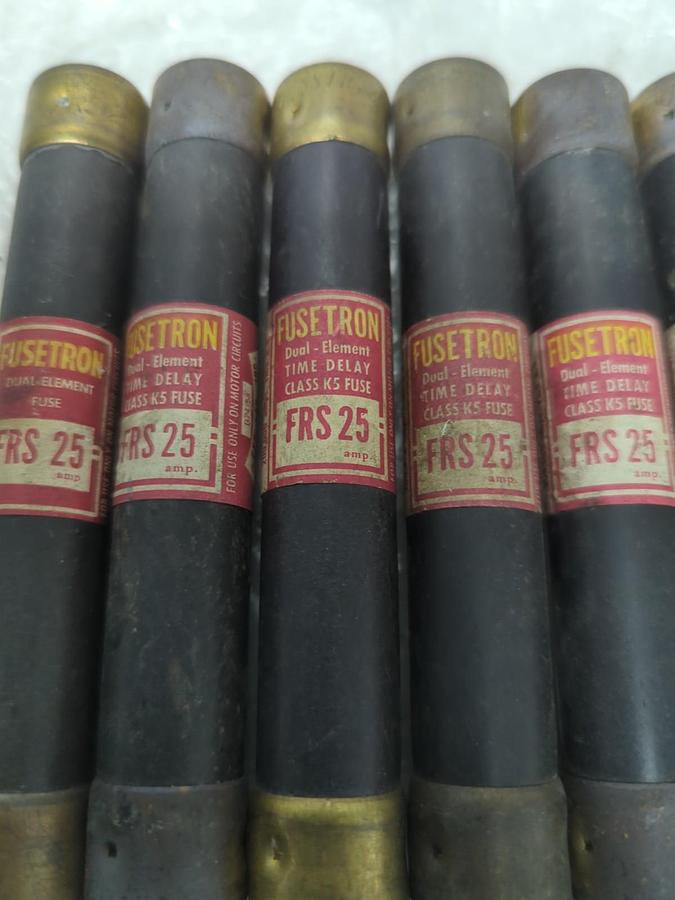 FUSETRON
DUAL-ELEMENT
FUSE
FRS 25
amp
FUSETRON
Dual - Element
TIME DELAY
CLASS K5 FUSE
FRS 25
amp.
FOR USE ONLY ON MOTOR CIRCUITS
FUSETRON
Dual - Element
TIME DELAY
CLASS K5 FUSE
FRS 25
amp.
FUSETRON
Dual - Element
TIME DELAY
CLASS K5 FUSE
FRS 25
amp.
FUSETRON
Dual - Element
TIME DELAY
CLASS K5 FUSE
FRS 25
amp.